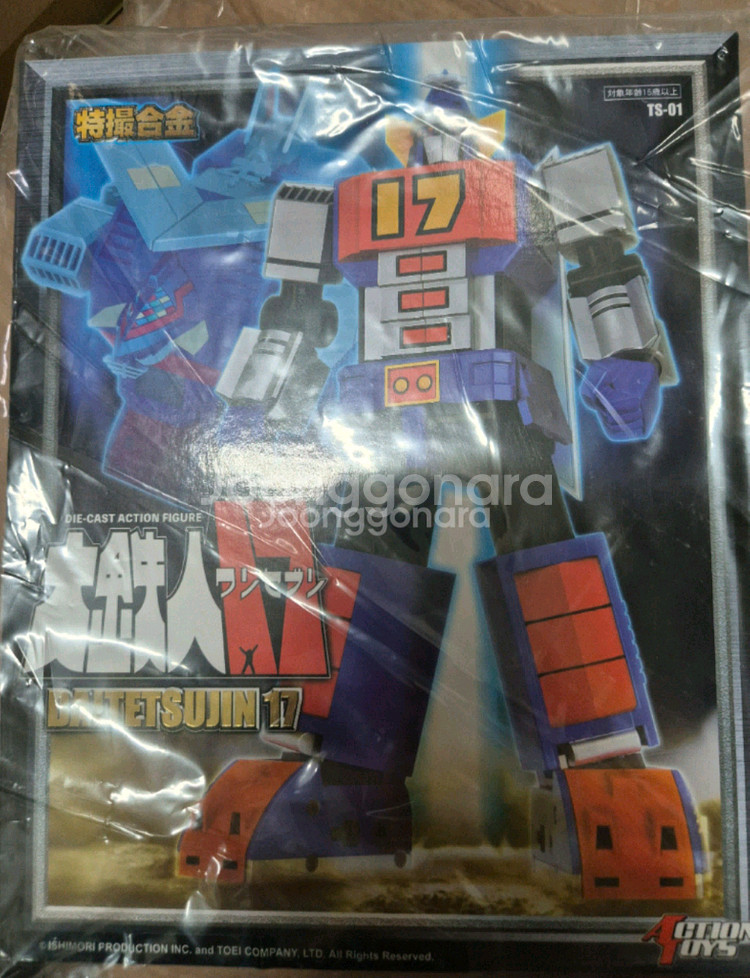 特撮合金
対象年齢15歳以上
TS-01
17
Joonggonara
Joonggonara
DIE-CAST ACTION FIGURE
大鉄人17
ワンセブン
DAITETSUJIN 17
©ISHIMORI PRODUCTION INC. and TOEI COMPANY, LTD. All Rights Reserved.
ACTION
TOYS